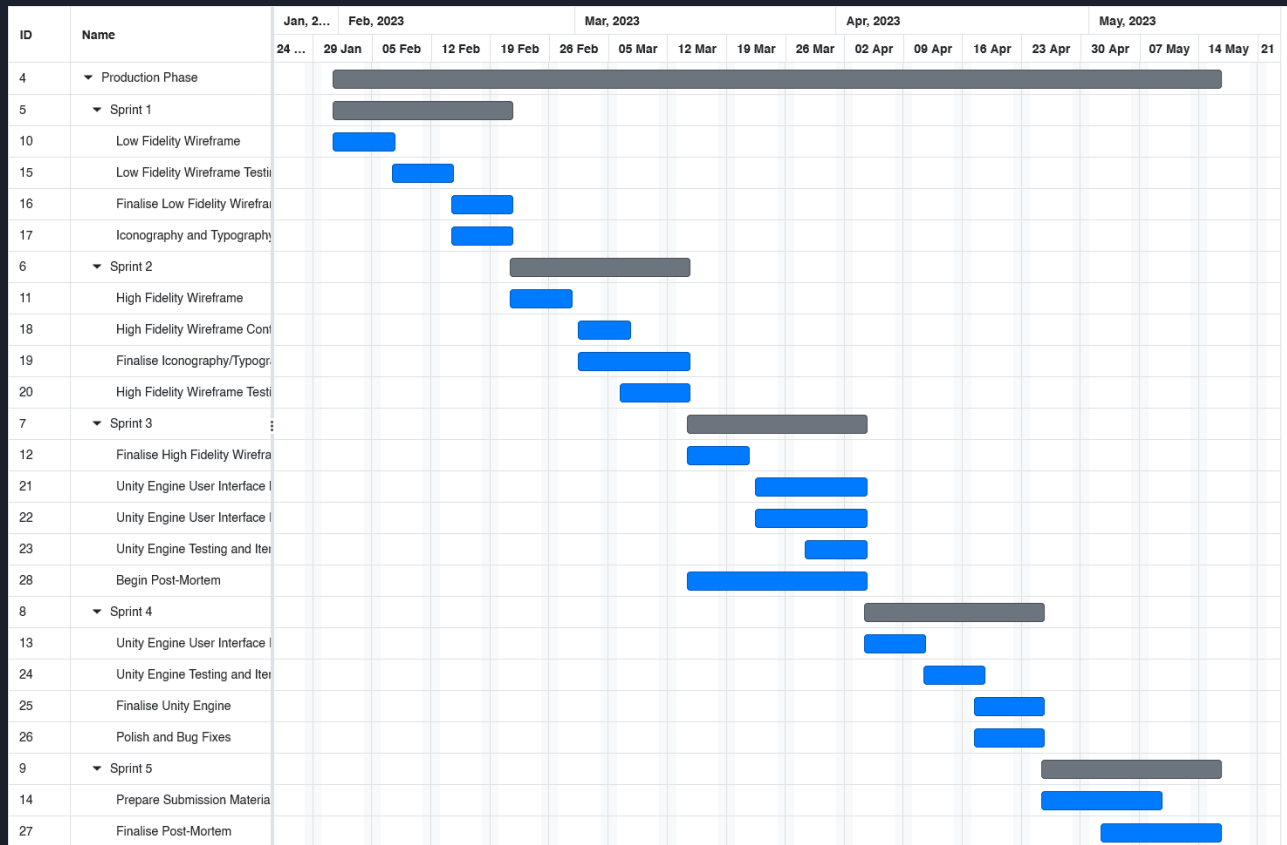 ID Name Jan, 2... Feb, 2023 Mar, 2023 Apr, 2023 May, 2023
24 ... 29 Jan 05 Feb 12 Feb 19 Feb 26 Feb 05 Mar 12 Mar 19 Mar 26 Mar 02 Apr 09 Apr 16 Apr 23 Apr 30 Apr 07 May 14 May 21
4 Production Phase
5 Sprint 1
10 Low Fidelity Wireframe
15 Low Fidelity Wireframe Testi
16 Finalise Low Fidelity Wirefra
17 Iconography and Typography
6 Sprint 2
11 High Fidelity Wireframe
18 High Fidelity Wireframe Cont
19 Finalise Iconography/Typogr
20 High Fidelity Wireframe Testi
7 Sprint 3
12 Finalise High Fidelity Wirefra
21 Unity Engine User Interface
22 Unity Engine User Interface
23 Unity Engine Testing and Iter
28 Begin Post-Mortem
8 Sprint 4
13 Unity Engine User Interface
24 Unity Engine Testing and Iter
25 Finalise Unity Engine
26 Polish and Bug Fixes
9 Sprint 5
14 Prepare Submission Materia
27 Finalise Post-Mortem